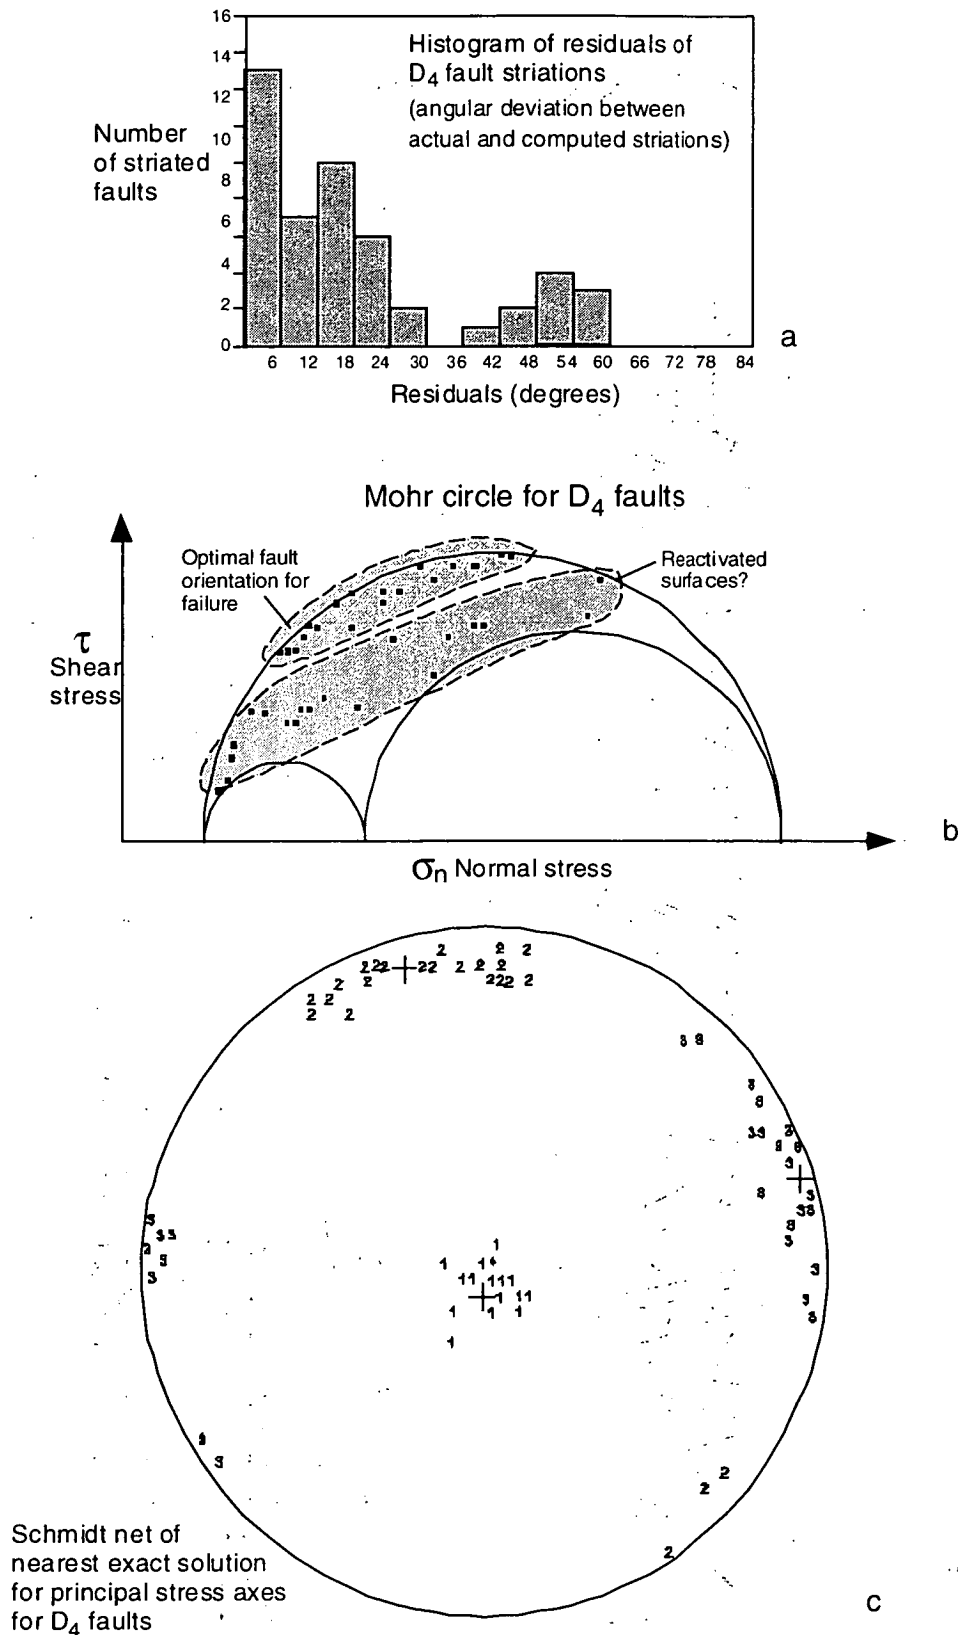 16
14
12
10
8
6
4
2
0
Histogram of residuals of
D4 fault striations
(angular deviation between
actual and computed striations)
Number
of striated
faults
6 12 18 24 30 36 42 48 54 60 66 72 78 84
Residuals (degrees)
a
Mohr circle for D4 faults
Optimal fault
orientation for
failure
Reactivated
surfaces?
τ
Shear
stress
σn Normal stress
b
Schmidt net of
nearest exact solution
for principal stress axes
for D4 faults
c